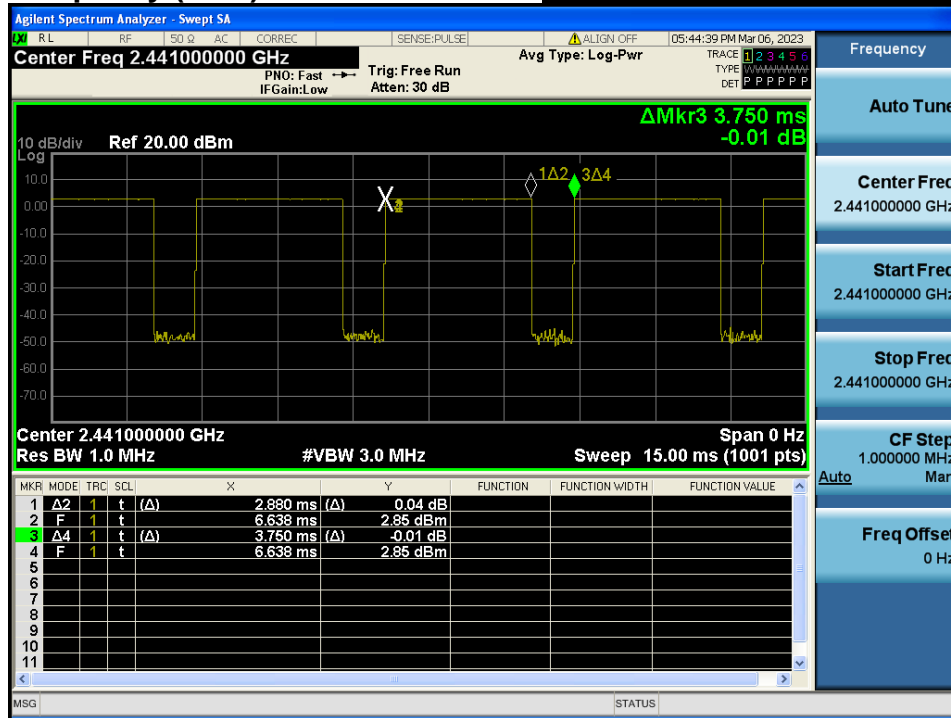 Agilent Spectrum Analyzer - Swept SA
LXI RL RF 50 Ω AC CORREC SENSE:PULSE ALIGN OFF 05:44:39 PM Mar 06, 2023
Center Freq 2.441000000 GHz
PNO: Fast
IFGain:Low
Trig: Free Run
Atten: 30 dB
Avg Type: Log-Pwr
TRACE 1 2 3 4 5 6
TYPE WWWWWW
DET P P P P P P
ΔMkr3 3.750 ms
-0.01 dB
10 dB/div Ref 20.00 dBm
Log
1Δ2 3Δ4
10.0
0.00
-10.0
-20.0
-30.0
-40.0
-50.0
-60.0
-70.0
Center 2.441000000 GHz Span 0 Hz
Res BW 1.0 MHz #VBW 3.0 MHz Sweep 15.00 ms (1001 pts)
MKR MODE TRC SCL X Y FUNCTION FUNCTION WIDTH FUNCTION VALUE
1 Δ2 1 t (Δ) 2.880 ms (Δ) 0.04 dB
2 F 1 t 6.638 ms 2.85 dBm
3 Δ4 1 t (Δ) 3.750 ms (Δ) -0.01 dB
4 F 1 t 6.638 ms 2.85 dBm
5
6
7
8
9
10
11
MSG STATUS
Frequency
Auto Tune
Center Freq
2.441000000 GHz
Start Freq
2.441000000 GHz
Stop Freq
2.441000000 GHz
CF Step
1.000000 MHz
Auto Man
Freq Offset
0 Hz